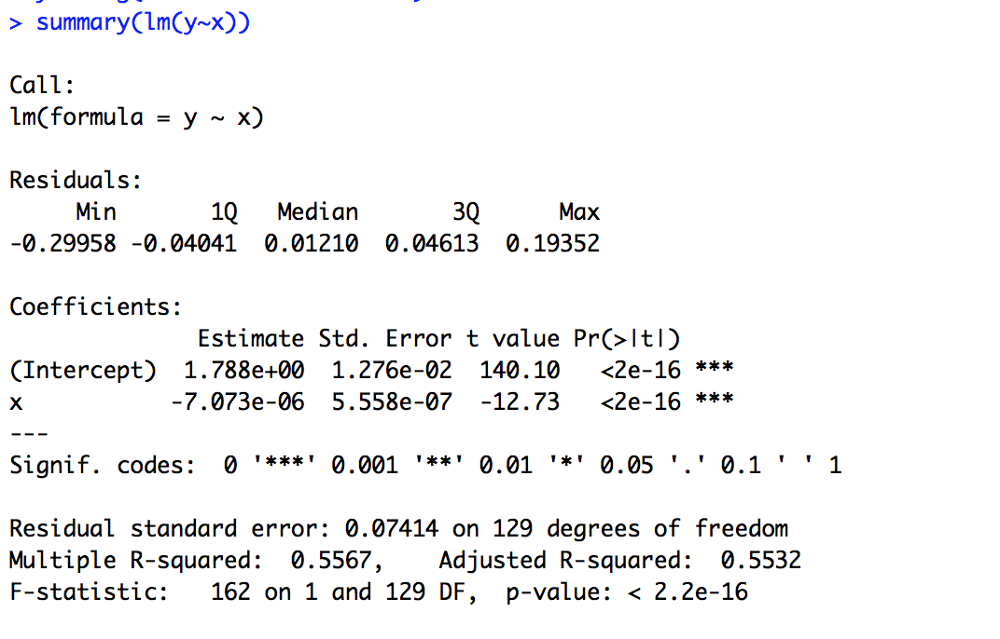 > summary(lm(y~x))
Call:
lm(formula = y ~ x)
Residuals:
Min 1Q Median 3Q Max
-0.29958 -0.04041 0.01210 0.04613 0.19352
Coefficients:
Estimate Std. Error t value Pr(>|t|)
(Intercept) 1.788e+00 1.276e-02 140.10 <2e-16 ***
x -7.073e-06 5.558e-07 -12.73 <2e-16 ***
---
Signif. codes: 0 '***' 0.001 '**' 0.01 '*' 0.05 '.' 0.1 ' ' 1
Residual standard error: 0.07414 on 129 degrees of freedom
Multiple R-squared: 0.5567, Adjusted R-squared: 0.5532
F-statistic: 162 on 1 and 129 DF, p-value: < 2.2e-16